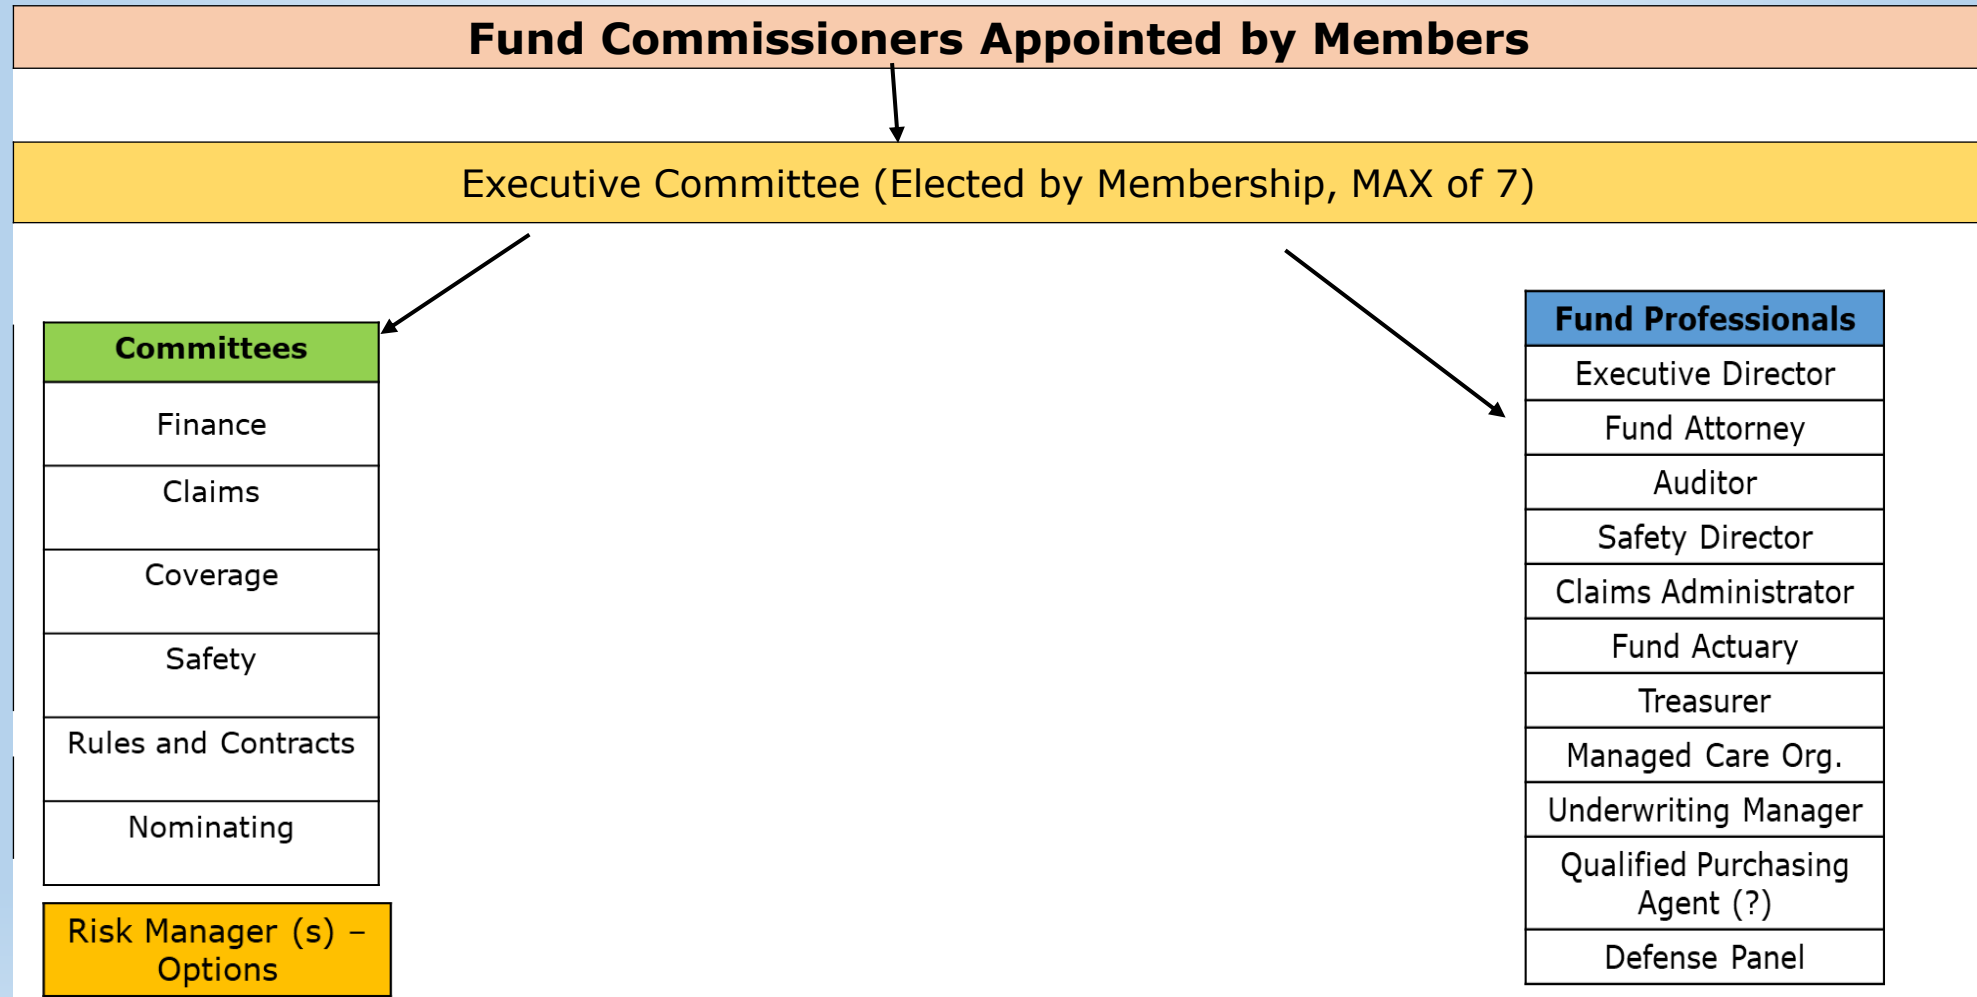 Fund Commissioners Appointed by Members
Executive Committee (Elected by Membership, MAX of 7)
Committees
Finance
Claims
Coverage
Safety
Rules and Contracts
Nominating
Risk Manager (s) –
Options
Fund Professionals
Executive Director
Fund Attorney
Auditor
Safety Director
Claims Administrator
Fund Actuary
Treasurer
Managed Care Org.
Underwriting Manager
Qualified Purchasing
Agent (?)
Defense Panel